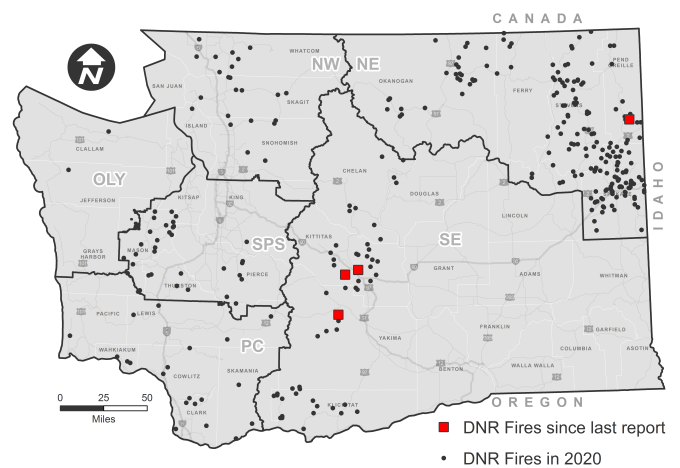 CANADA
WHATCOM
NW
NE
PEND
OREILLE
OKANOGAN
SAN JUAN
FERRY
SKAGIT
N
ISLAND
SNOHOMISH
CLALLAM
CHELAN
IDAHO
OLY
DOUGLAS
JEFFERSON
KITSAP
KING
LINCOLN
KITTITAS
SPS
SE
GRAYS
HARBOR
MASON
GRANT
ADAMS
WHITMAN
PIERCE
THURSTON
PACIFIC
LEWIS
FRANKLIN
GARFIELD
YAKIMA
PC
WAHKIAKUM
COLUMBIA
ASOTIN
SKAMANIA
BENTON
WALLA WALLA
COWLITZ
0 25 50
Miles
CLARK
KLICKITAT
OREGON
DNR Fires since last report
DNR Fires in 2020